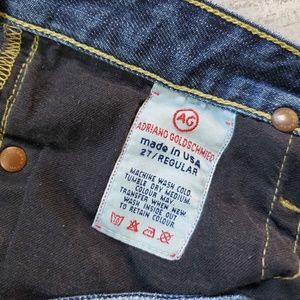 AG
ADRIANO GOLDSCHMIED
made in USA
27/REGULAR
MACHINE WASH COLD.
TUMBLE DRY MEDIUM.
COLOUR MAY
TRANSFER WHEN NEW
WASH INSIDE OUT
TO RETAIN COLOUR